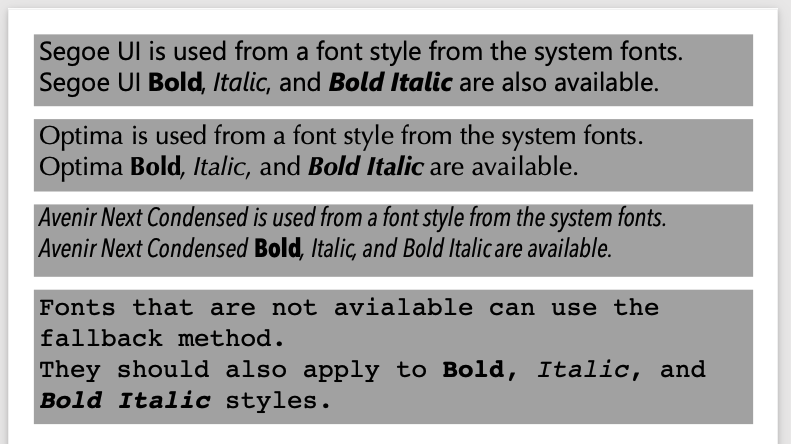 Segoe UI is used from a font style from the system fonts.
Segoe UI Bold, Italic, and Bold Italic are also available.
Optima is used from a font style from the system fonts.
Optima Bold, Italic, and Bold Italic are available.
Avenir Next Condensed is used from a font style from the system fonts.
Avenir Next Condensed Bold, Italic, and Bold Italic are available.
Fonts that are not avialable can use the
fallback method.
They should also apply to Bold, Italic, and
Bold Italic styles.